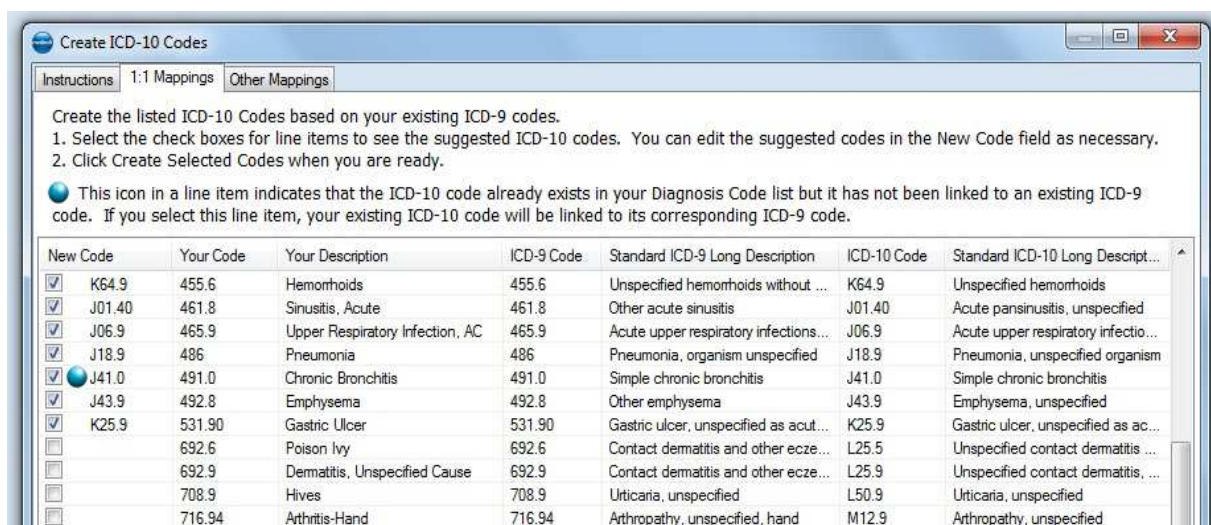 Create ICD-10 Codes
Instructions 1:1 Mappings Other Mappings
Create the listed ICD-10 Codes based on your existing ICD-9 codes.
1. Select the check boxes for line items to see the suggested ICD-10 codes. You can edit the suggested codes in the New Code field as necessary.
2. Click Create Selected Codes when you are ready.
This icon in a line item indicates that the ICD-10 code already exists in your Diagnosis Code list but it has not been linked to an existing ICD-9
code. If you select this line item, your existing ICD-10 code will be linked to its corresponding ICD-9 code.
New Code Your Code Your Description ICD-9 Code Standard ICD-9 Long Description ICD-10 Code Standard ICD-10 Long Descript...
K64.9 455.6 Hemorrhoids 455.6 Unspecified hemorrhoids without ... K64.9 Unspecified hemorrhoids
J01.40 461.8 Sinusitis, Acute 461.8 Other acute sinusitis J01.40 Acute pansinusitis, unspecified
J06.9 465.9 Upper Respiratory Infection, AC 465.9 Acute upper respiratory infections... J06.9 Acute upper respiratory infectio...
J18.9 486 Pneumonia 486 Pneumonia, organism unspecified J18.9 Pneumonia, unspecified organism
J41.0 491.0 Chronic Bronchitis 491.0 Simple chronic bronchitis J41.0 Simple chronic bronchitis
J43.9 492.8 Emphysema 492.8 Other emphysema J43.9 Emphysema, unspecified
K25.9 531.90 Gastric Ulcer 531.90 Gastric ulcer, unspecified as acut... K25.9 Gastric ulcer, unspecified as ac...
692.6 Poison Ivy 692.6 Contact dermatitis and other ecze... L25.5 Unspecified contact dermatitis ...
692.9 Dermatitis, Unspecified Cause 692.9 Contact dermatitis and other ecze... L25.9 Unspecified contact dermatitis, ...
708.9 Hives 708.9 Urticaria, unspecified L50.9 Urticaria, unspecified
716.94 Arthritis-Hand 716.94 Arthropathy, unspecified, hand M12.9 Arthropathy, unspecified